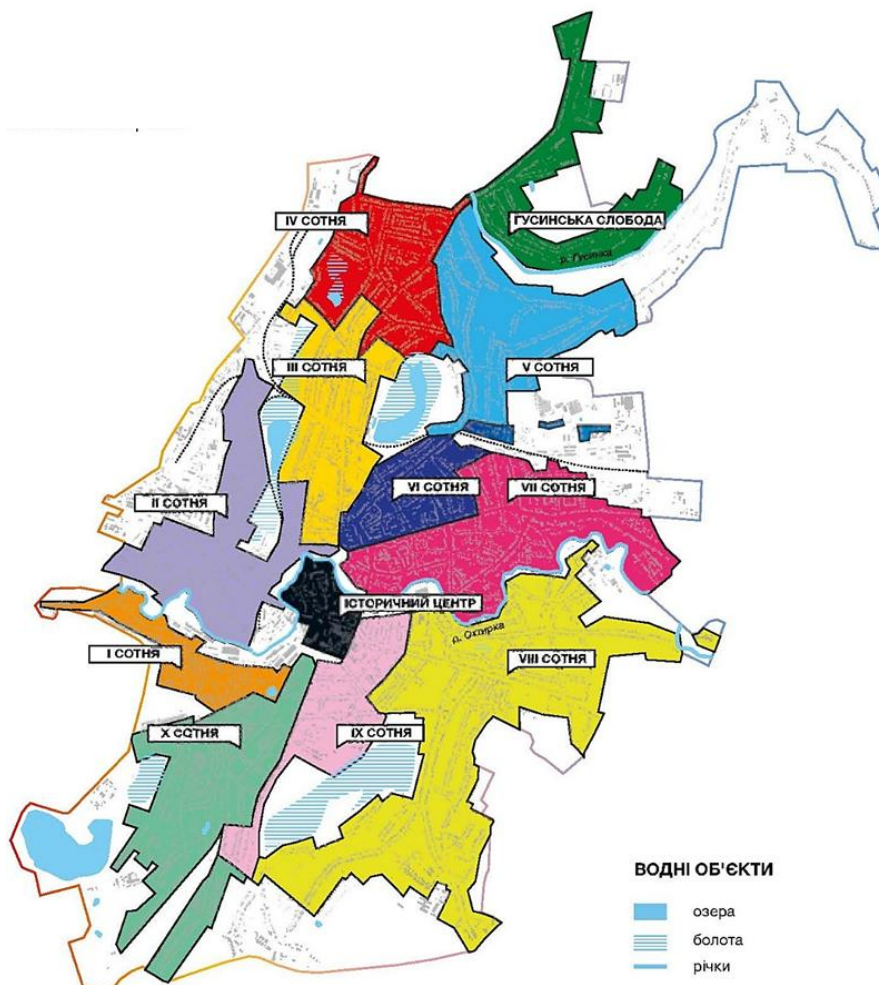 IV СОТНЯ
ГУСИНСЬКА СЛОБОДА
р. Гусинка
III СОТНЯ
V СОТНЯ
VI СОТНЯ
VII СОТНЯ
II СОТНЯ
ІСТОРИЧНИЙ ЦЕНТР
р. Охтирка
I СОТНЯ
VIII СОТНЯ
X СОТНЯ
IX СОТНЯ
ВОДНІ ОБ'ЄКТИ
озера
болота
річки